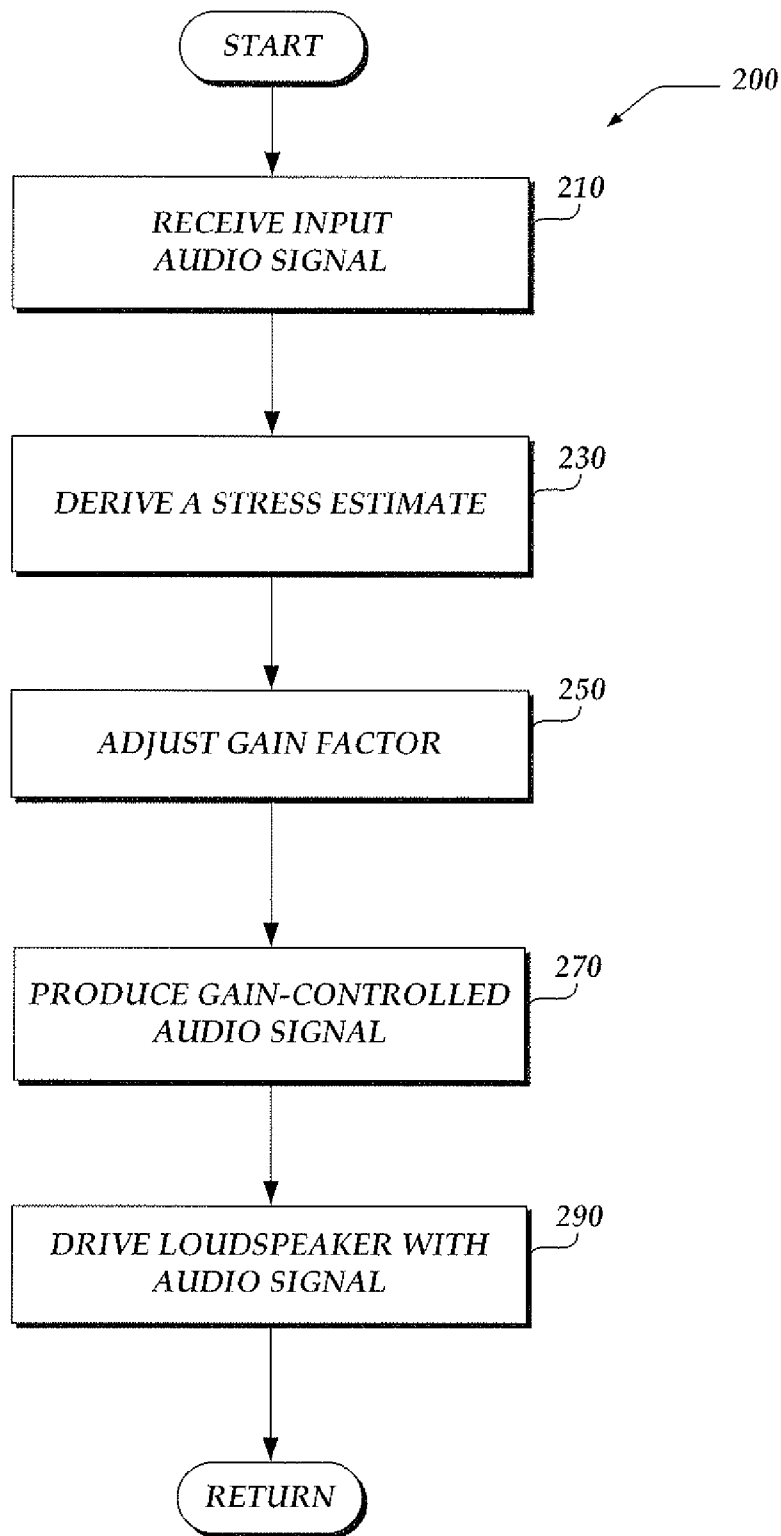 START
200
210
RECEIVE INPUT
AUDIO SIGNAL
230
DERIVE A STRESS ESTIMATE
250
ADJUST GAIN FACTOR
270
PRODUCE GAIN-CONTROLLED
AUDIO SIGNAL
290
DRIVE LOUDSPEAKER WITH
AUDIO SIGNAL
RETURN